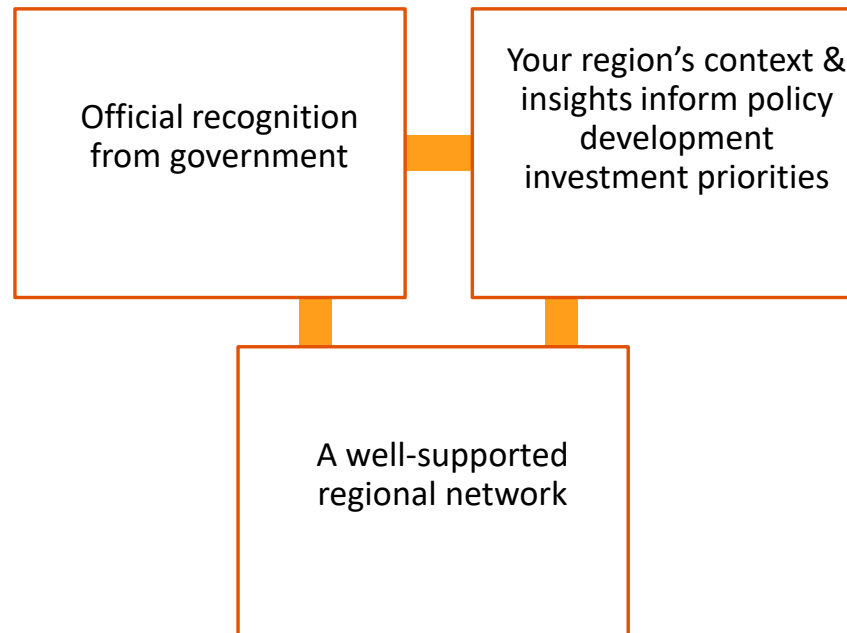 Official recognition
from government
Your region’s context &
insights inform policy
development
investment priorities
A well-supported
regional network